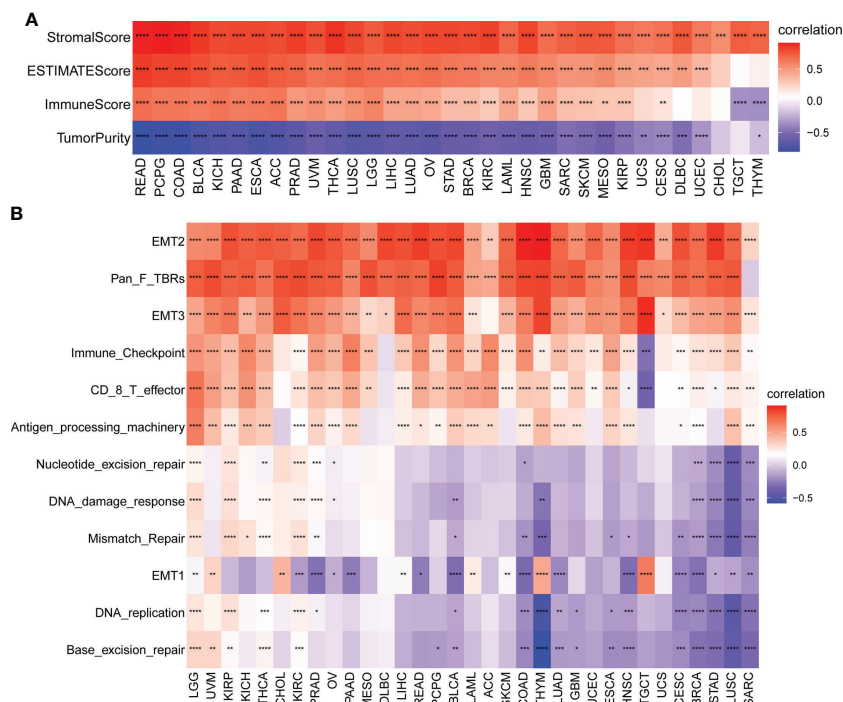 A
StromalScore
ESTIMATEScore
ImmuneScore
TumorPurity
correlation
0.5
0.0
−0.5
READ PCPG COAD BLCA KICH PAAD ESCA ACC PRAD UVM THCA LUSC LGG LIHC LUAD OV STAD BRCA KIRC LAML HNSC GBM SARC SKCM MESO KIRP UCS CESC DLBC UCEC CHOL TGCT THYM
B
EMT2
Pan_F_TBRs
EMT3
Immune_Checkpoint
CD_8_T_effector
Antigen_processing_machinery
Nucleotide_excision_repair
DNA_damage_response
Mismatch_Repair
EMT1
DNA_replication
Base_excision_repair
correlation
0.5
0.0
−0.5
LGG UVM KIRP KICH THCA CHOL KIRC PRAD OV PAAD MESO DLBC LIHC READ PCPG BLCA LAML ACC SKCM COAD THYM LUAD GBM UCEC ESCA HNSC TGCT UCS CESC BRCA STAD LUSC SARC